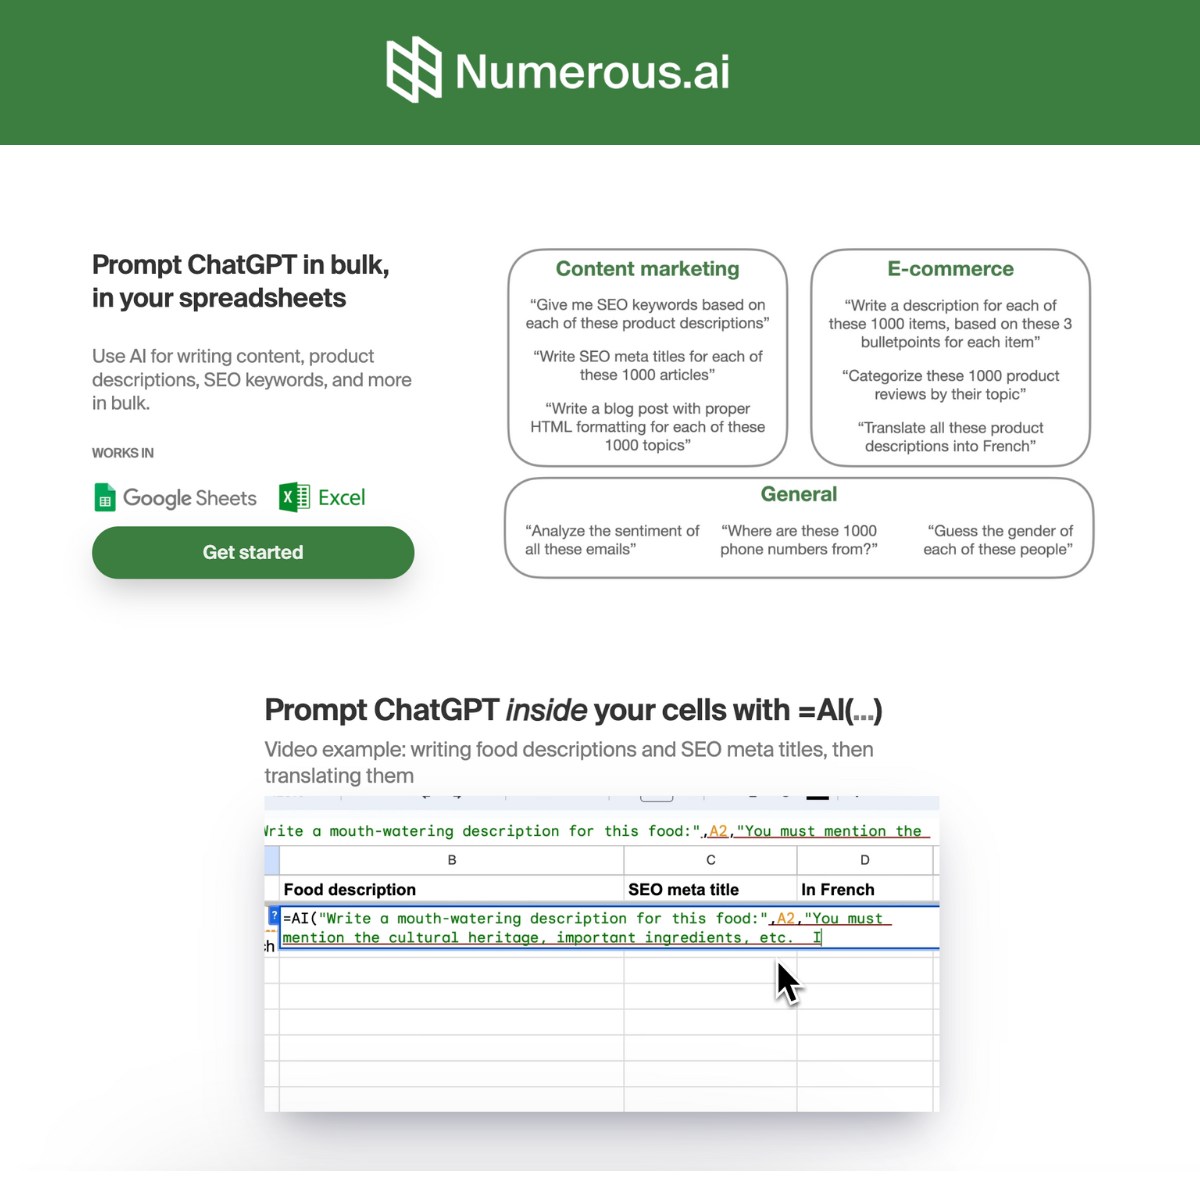 Numerous.ai
Prompt ChatGPT in bulk,
in your spreadsheets
Use AI for writing content, product
descriptions, SEO keywords, and more
in bulk.
WORKS IN
Google Sheets
X Excel
Get started
Content marketing
“Give me SEO keywords based on
each of these product descriptions”
“Write SEO meta titles for each of
these 1000 articles”
“Write a blog post with proper
HTML formatting for each of these
1000 topics”
E-commerce
“Write a description for each of
these 1000 items, based on these 3
bulletpoints for each item”
“Categorize these 1000 product
reviews by their topic”
“Translate all these product
descriptions into French”
General
“Analyze the sentiment of
all these emails”
“Where are these 1000
phone numbers from?”
“Guess the gender of
each of these people”
Prompt ChatGPT inside your cells with =AI(...)
Video example: writing food descriptions and SEO meta titles, then
translating them
Write a mouth-watering description for this food:",A2,"You must mention the
B
C
D
Food description
SEO meta title
In French
? =AI("Write a mouth-watering description for this food:",A2,"You must
mention the cultural heritage, important ingredients, etc.